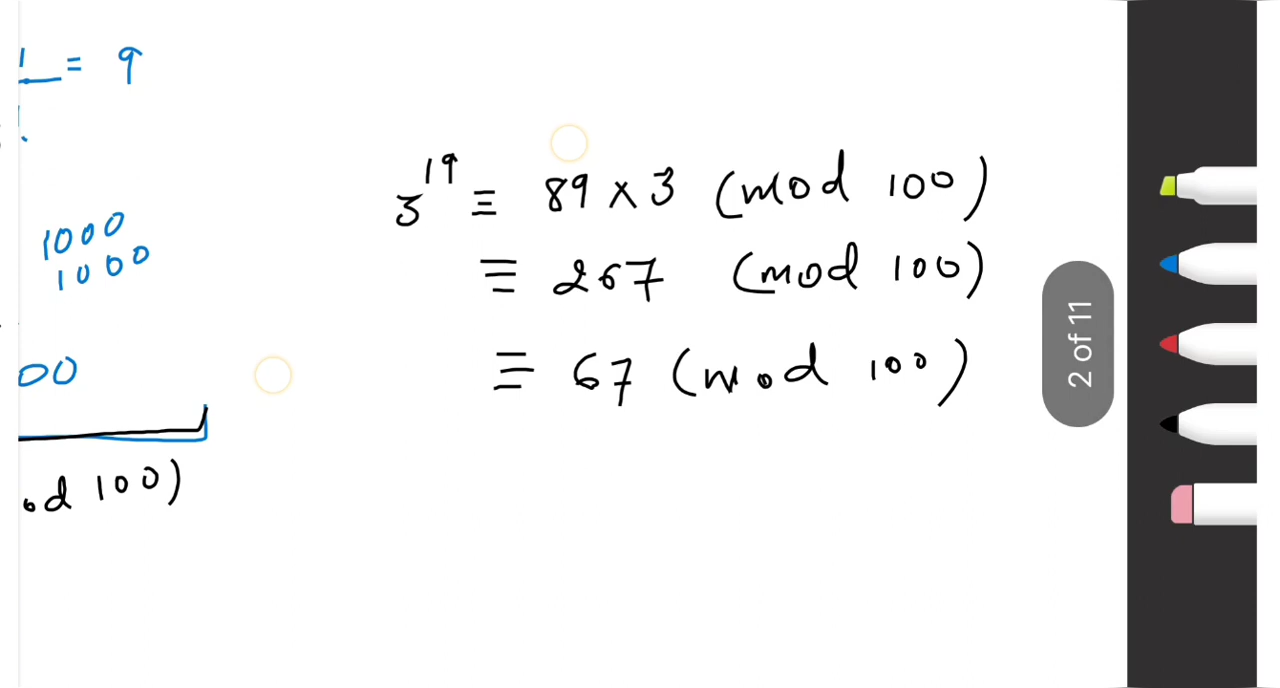 = 9
3^19 ≡ 89 × 3 (mod 100)
1000
1000
≡ 267 (mod 100)
≡ 67 (mod 100)
00
od 100)
2 of 11